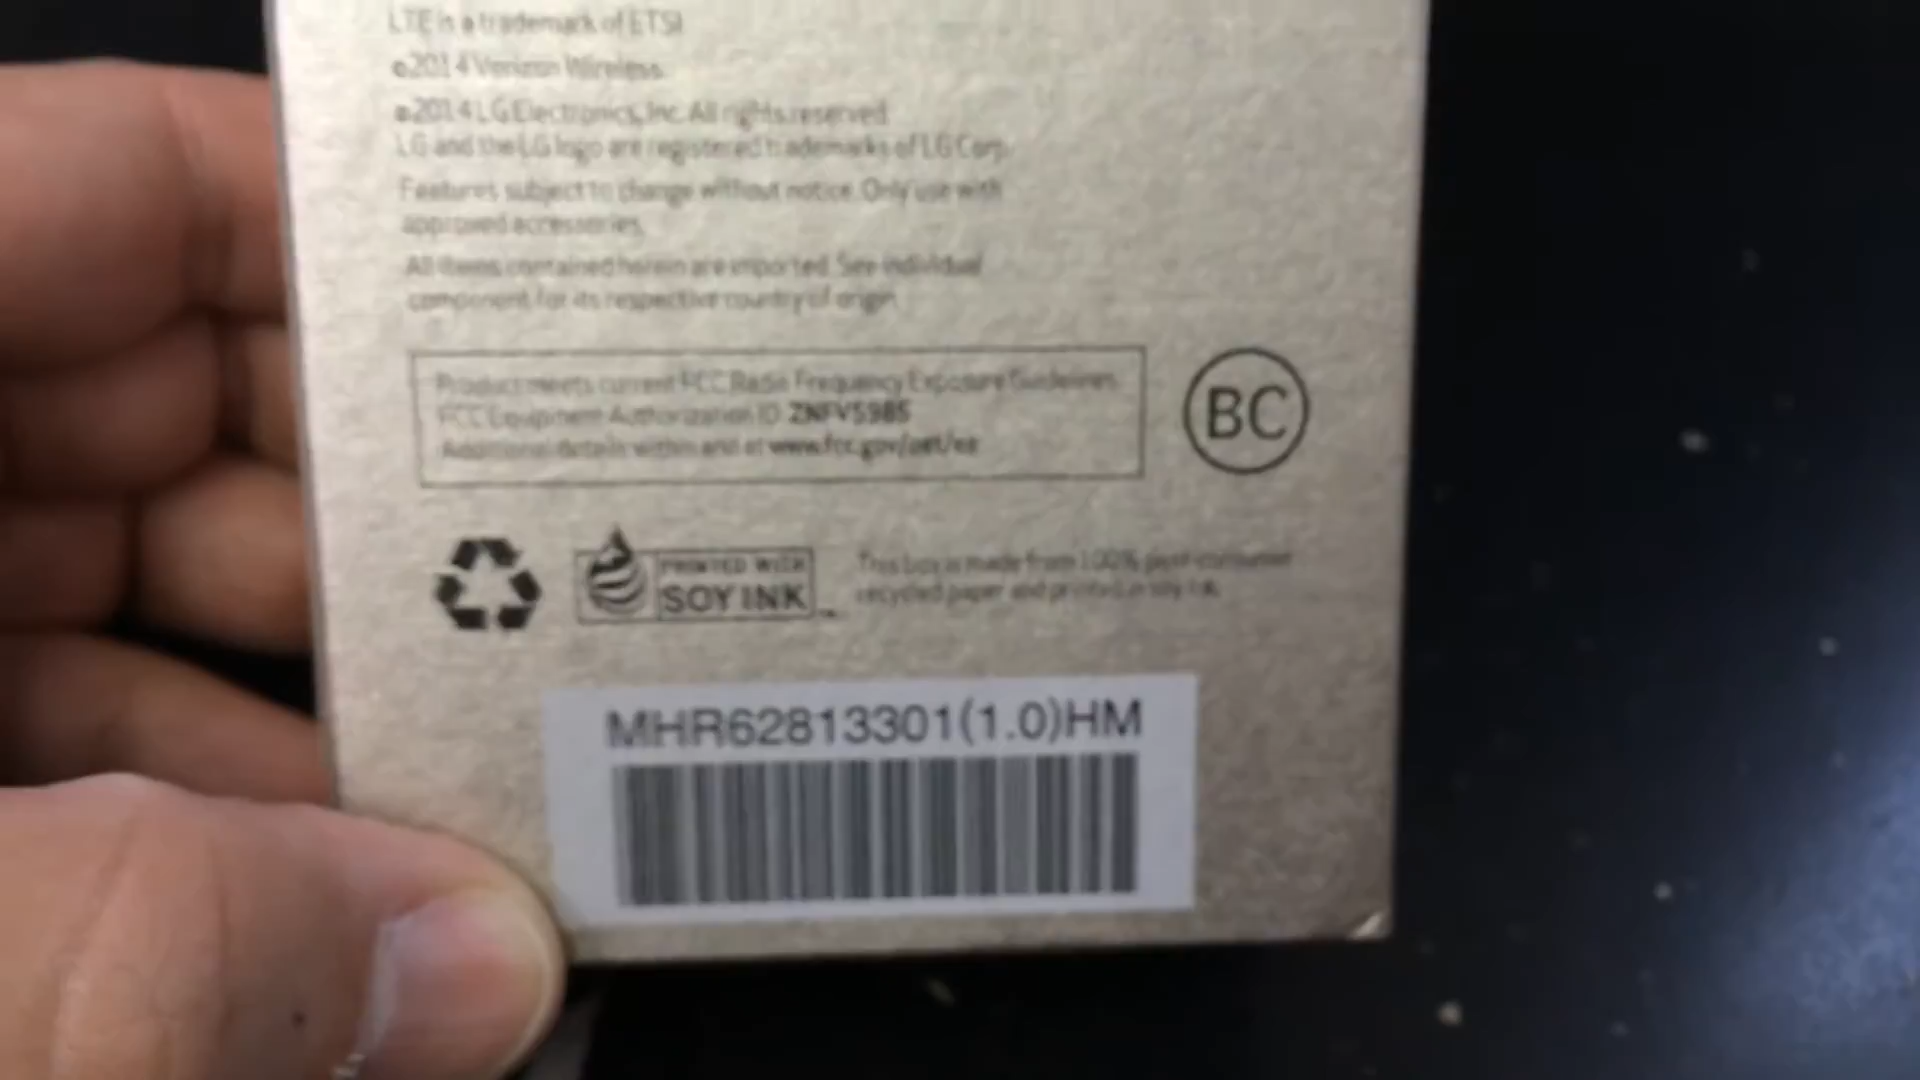 LTE is a trademark of ETSI
©2014 Verizon Wireless.
©2014 LG Electronics, Inc. All rights reserved.
LG and the LG logo are registered trademarks of LG Corp.
Features subject to change without notice. Only use with
approved accessories.
All items contained herein are imported. See individual
component for its respective country of origin.
Product meets current FCC Radio Frequency Exposure Guidelines.
FCC Equipment Authorization ID ZNFVS985
Additional details within and at www.fcc.gov/oet/ea
BC
PRINTED WITH
SOY INK
This box is made from 100% post-consumer
recycled paper and printed in soy ink.
MHR62813301(1.0)HM